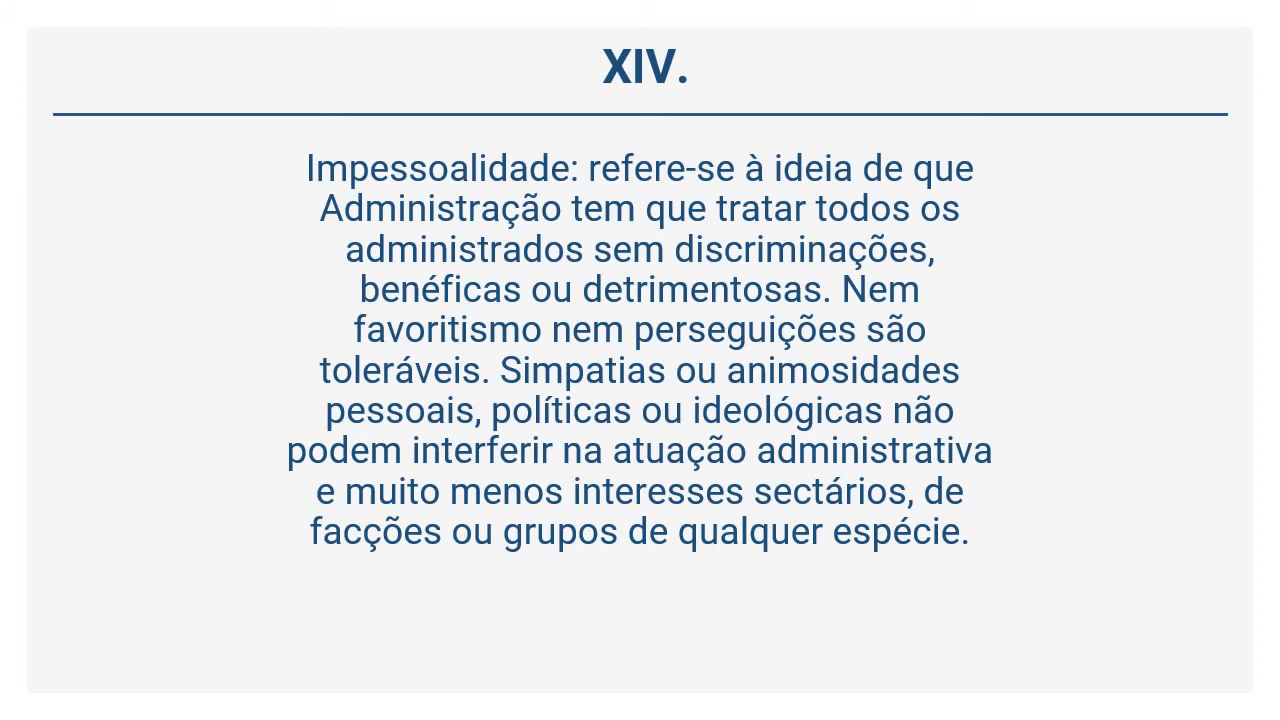 XIV.
Impessoalidade: refere-se à ideia de que
Administração tem que tratar todos os
administrados sem discriminações,
benéficas ou detrimentosas. Nem
favoritismo nem perseguições são
toleráveis. Simpatias ou animosidades
pessoais, políticas ou ideológicas não
podem interferir na atuação administrativa
e muito menos interesses sectários, de
facções ou grupos de qualquer espécie.